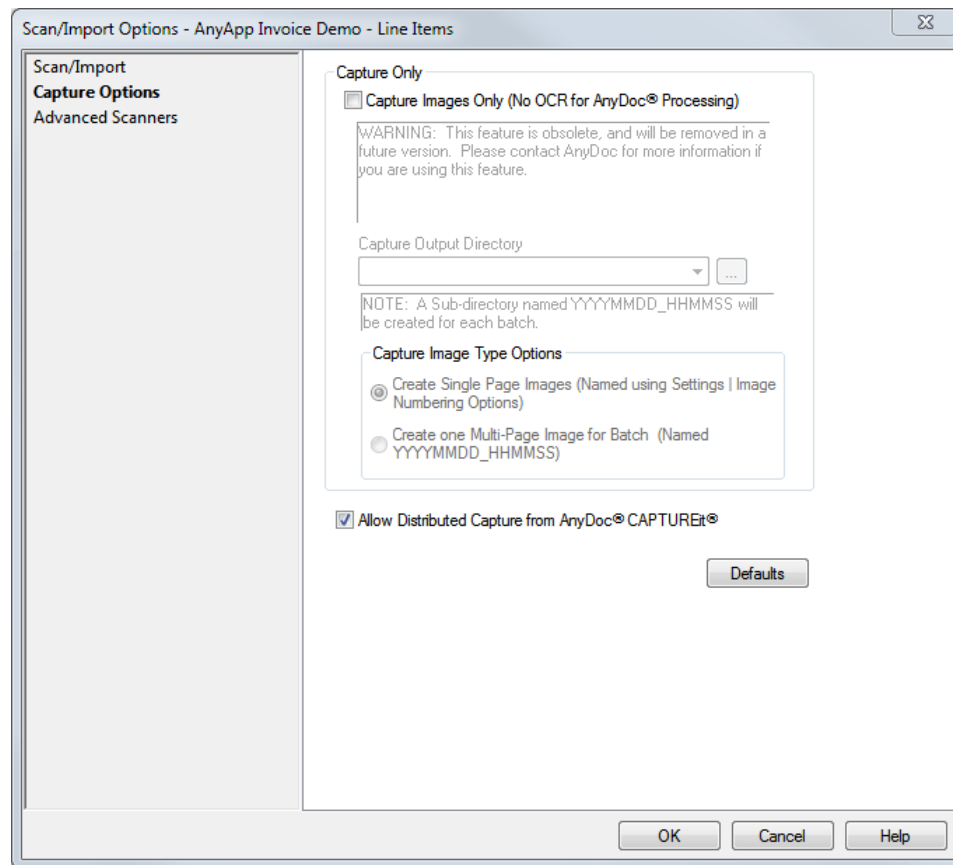 Scan/Import Options - AnyApp Invoice Demo - Line Items
Scan/Import
Capture Options
Advanced Scanners
Capture Only
Capture Images Only (No OCR for AnyDoc® Processing)
WARNING: This feature is obsolete, and will be removed in a
future version. Please contact AnyDoc for more information if
you are using this feature.
Capture Output Directory
...
NOTE: A Sub-directory named YYYYMMDD_HHMMSS will
be created for each batch.
Capture Image Type Options
Create Single Page Images (Named using Settings | Image
Numbering Options)
Create one Multi-Page Image for Batch (Named
YYYYMMDD_HHMMSS)
Allow Distributed Capture from AnyDoc® CAPTUREit®
Defaults
OK
Cancel
Help